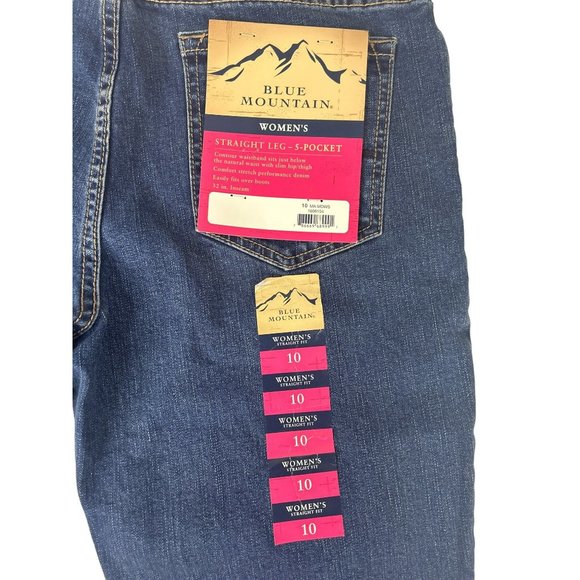 BLUE
MOUNTAIN®
WOMEN'S
STRAIGHT LEG – 5-POCKET
Contour waistband sits just below
the natural waist with slim hip/thigh
Comfort stretch performance denim
Easily fits over boots
32 in. Inseam
10
BLUE
MOUNTAIN®
WOMEN'S
STRAIGHT FIT
10
WOMEN'S
STRAIGHT FIT
10
WOMEN'S
STRAIGHT FIT
10
WOMEN'S
STRAIGHT FIT
10
WOMEN'S
STRAIGHT FIT
10